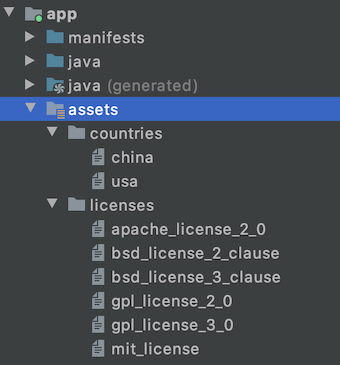 app
manifests
java
java (generated)
assets
countries
china
usa
licenses
apache_license_2_0
bsd_license_2_clause
bsd_license_3_clause
gpl_license_2_0
gpl_license_3_0
mit_license